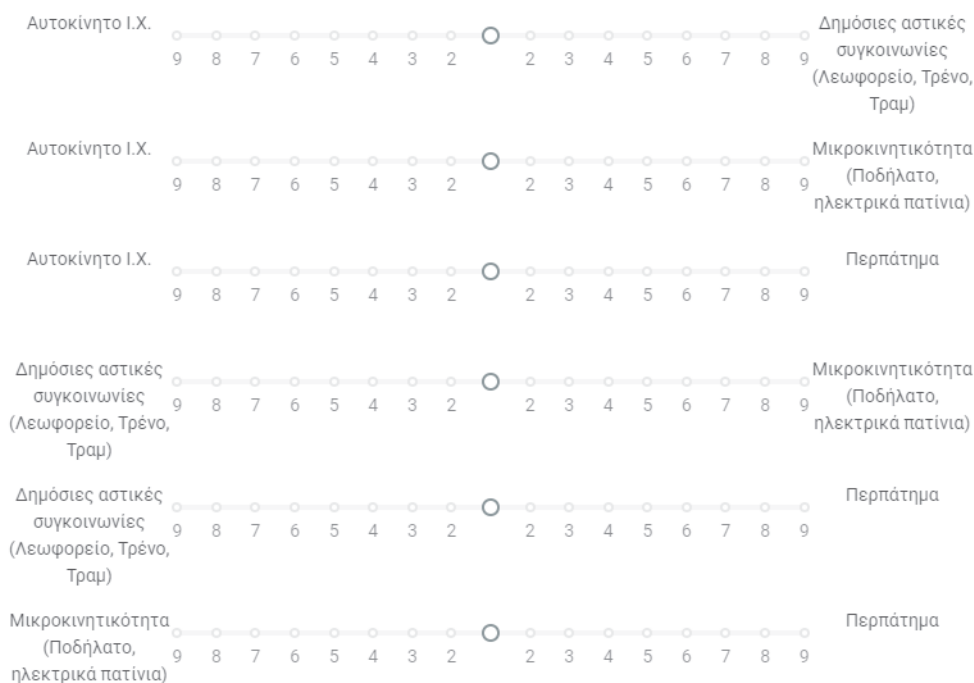 Αυτοκίνητο Ι.Χ.
Δημόσιες αστικές
συγκοινωνίες
(Λεωφορείο, Τρένο,
Τραμ)
9 8 7 6 5 4 3 2 2 3 4 5 6 7 8 9
Αυτοκίνητο Ι.Χ.
Μικροκινητικότητα
(Ποδήλατο,
ηλεκτρικά πατίνια)
9 8 7 6 5 4 3 2 2 3 4 5 6 7 8 9
Αυτοκίνητο Ι.Χ.
Περπάτημα
9 8 7 6 5 4 3 2 2 3 4 5 6 7 8 9
Δημόσιες αστικές
συγκοινωνίες
(Λεωφορείο, Τρένο,
Τραμ)
Μικροκινητικότητα
(Ποδήλατο,
ηλεκτρικά πατίνια)
9 8 7 6 5 4 3 2 2 3 4 5 6 7 8 9
Δημόσιες αστικές
συγκοινωνίες
(Λεωφορείο, Τρένο,
Τραμ)
Περπάτημα
9 8 7 6 5 4 3 2 2 3 4 5 6 7 8 9
Μικροκινητικότητα
(Ποδήλατο,
ηλεκτρικά πατίνια)
Περπάτημα
9 8 7 6 5 4 3 2 2 3 4 5 6 7 8 9